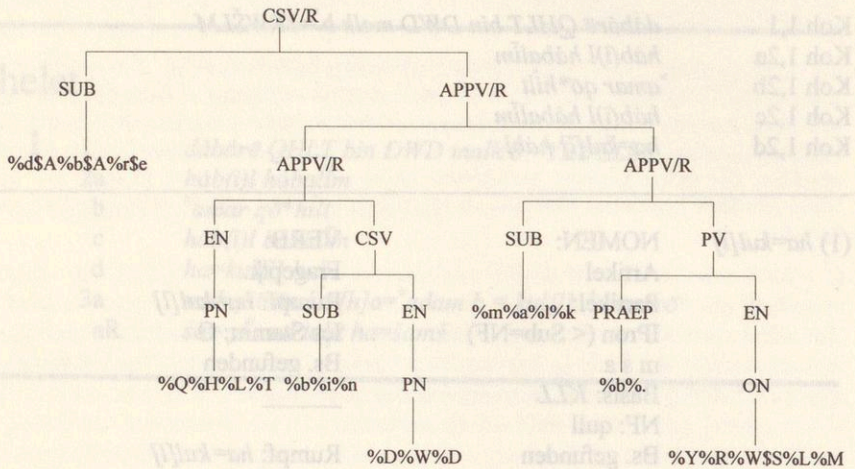 CSV/R
SUB APPV/R
%d$A%b$A%r$e APPV/R APPV/R
EN CSV SUB PV
PN SUB EN %m%a%l%k PRAEP EN
%Q%H%L%T %b%i%n PN %b%. ON
%D%W%D %Y%R%W$S%L%M